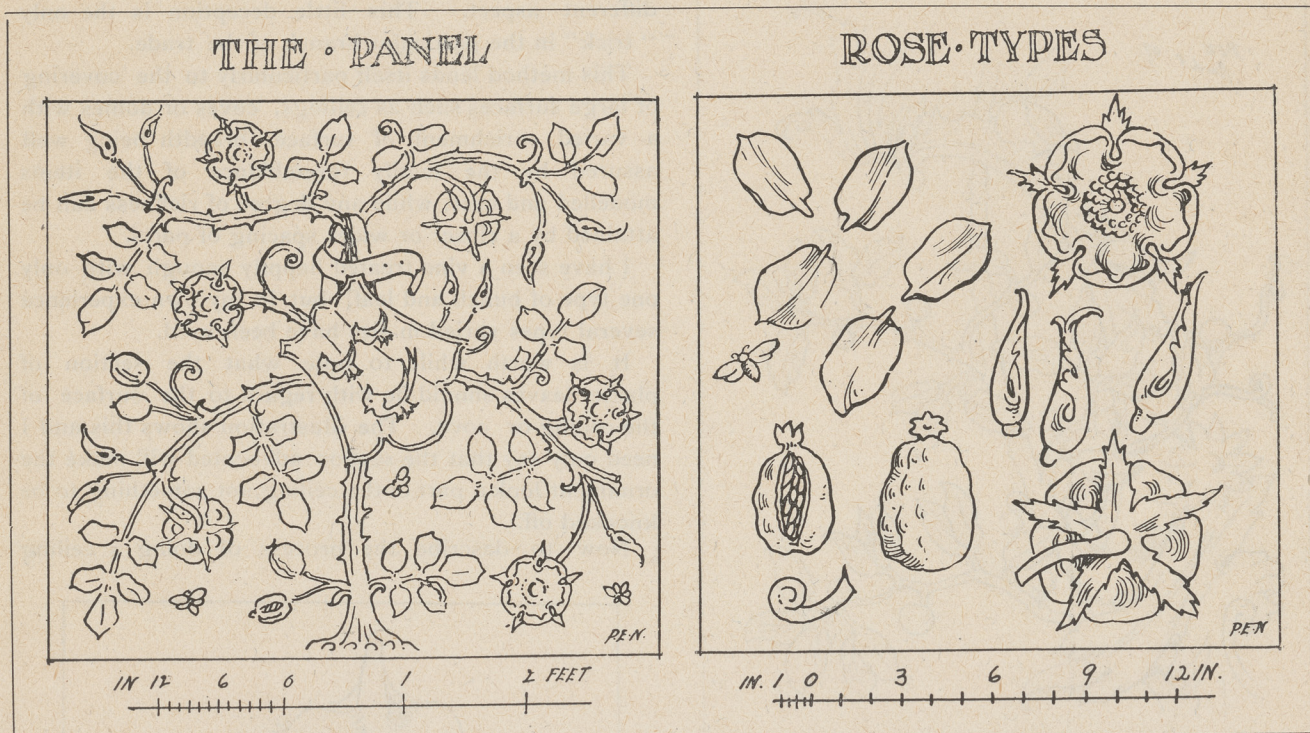 THE · PANEL
ROSE · TYPES
P.E.N.
P.E.N
IN 12 6 0 1 2 FEET
IN. 1 0 3 6 9 12 IN.